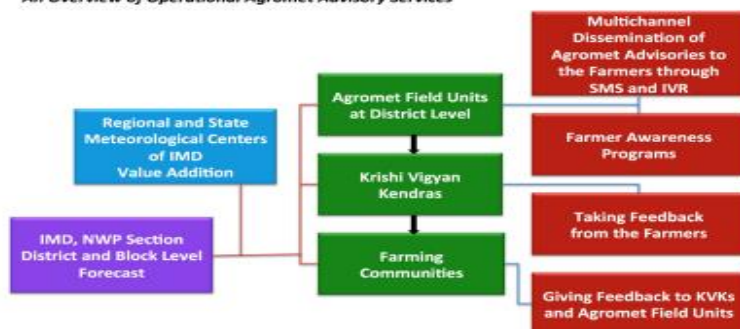 An Overview of Operational Agromet Advisory Services
Multichannel
Dissemination of
Agromet Advisories to
the Farmers through
SMS and IVR
Agromet Field Units
at District Level
Regional and State
Meteorological Centers
of IMD
Value Addition
Farmer Awareness
Programs
Krishi Vigyan
Kendras
Taking Feedback
from the Farmers
IMD, NWP Section
District and Block Level
Forecast
Farming
Communities
Giving Feedback to KVKs
and Agromet Field Units